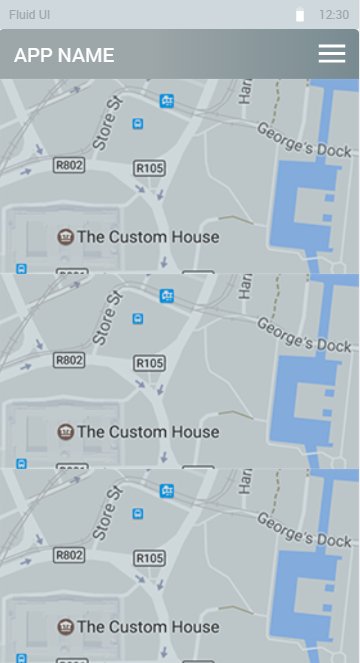 Fluid UI 12:30
APP NAME
Store St
Har
George's Dock
R802
R105
The Custom House
Store St
Har
George's Dock
R802
R105
The Custom House
Store St
Har
George's Dock
R802
R105
The Custom House